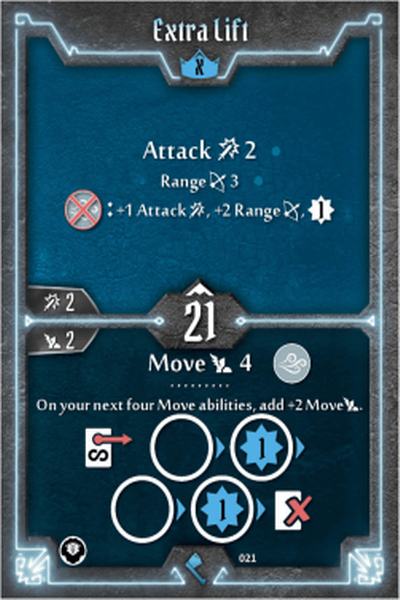 Extra Lift
X
Attack 2
Range 3
: +1 Attack, +2 Range, 1
2
21
2
Move 4
On your next four Move abilities, add +2 Move.
S
1
1
021